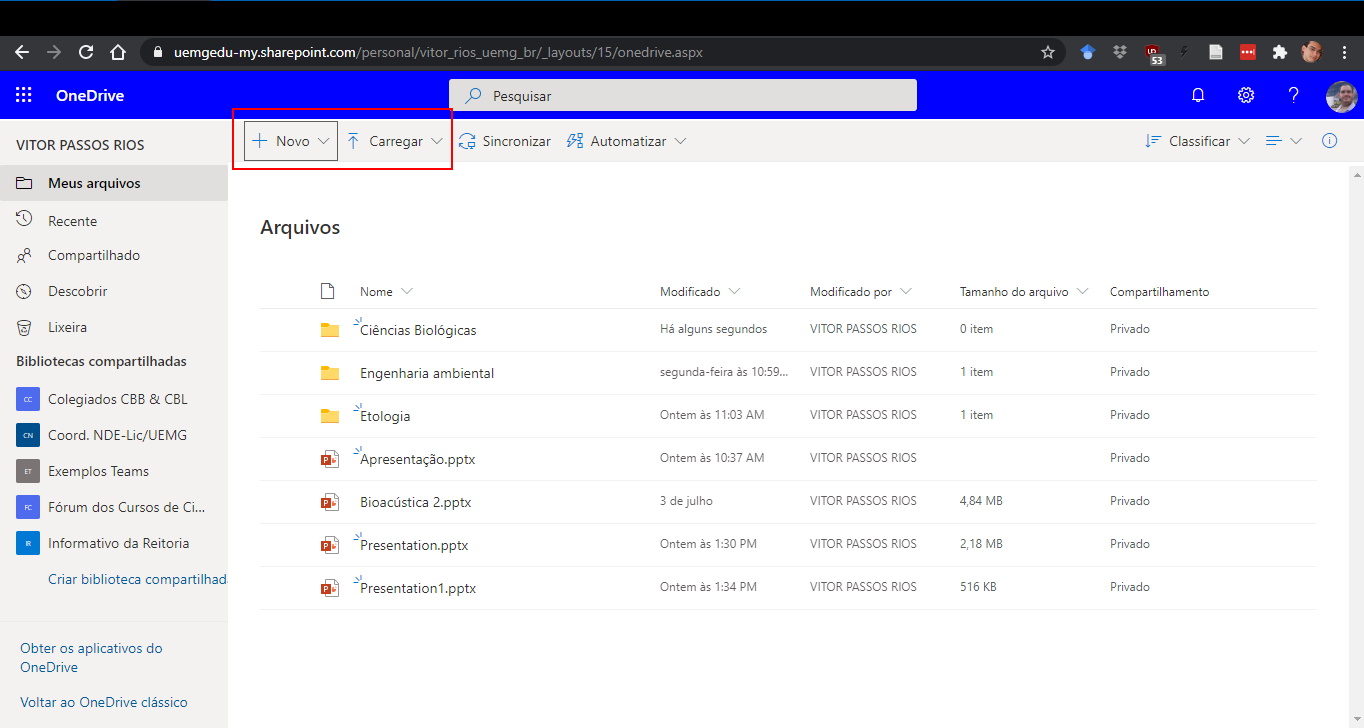 uemgedu-my.sharepoint.com/personal/vitor_rios_uemg_br/_layouts/15/onedrive.aspx
53
OneDrive
Pesquisar
VITOR PASSOS RIOS
Novo
Carregar
Sincronizar
Automatizar
Classificar
Meus arquivos
Recente
Compartilhado
Descobrir
Lixeira
Bibliotecas compartilhadas
CC Colegiados CBB & CBL
CN Coord. NDE-Lic/UEMG
ET Exemplos Teams
FC Fórum dos Cursos de Ci...
IR Informativo da Reitoria
Criar biblioteca compartilhad
Obter os aplicativos do
OneDrive
Voltar ao OneDrive clássico
Arquivos
Nome Modificado Modificado por Tamanho do arquivo Compartilhamento
Ciências Biológicas Há alguns segundos VITOR PASSOS RIOS 0 item Privado
Engenharia ambiental segunda-feira às 10:59... VITOR PASSOS RIOS 1 item Privado
Etologia Ontem às 11:03 AM VITOR PASSOS RIOS 1 item Privado
Apresentação.pptx Ontem às 10:37 AM VITOR PASSOS RIOS Privado
Bioacústica 2.pptx 3 de julho VITOR PASSOS RIOS 4,84 MB Privado
Presentation.pptx Ontem às 1:30 PM VITOR PASSOS RIOS 2,18 MB Privado
Presentation1.pptx Ontem às 1:34 PM VITOR PASSOS RIOS 516 KB Privado